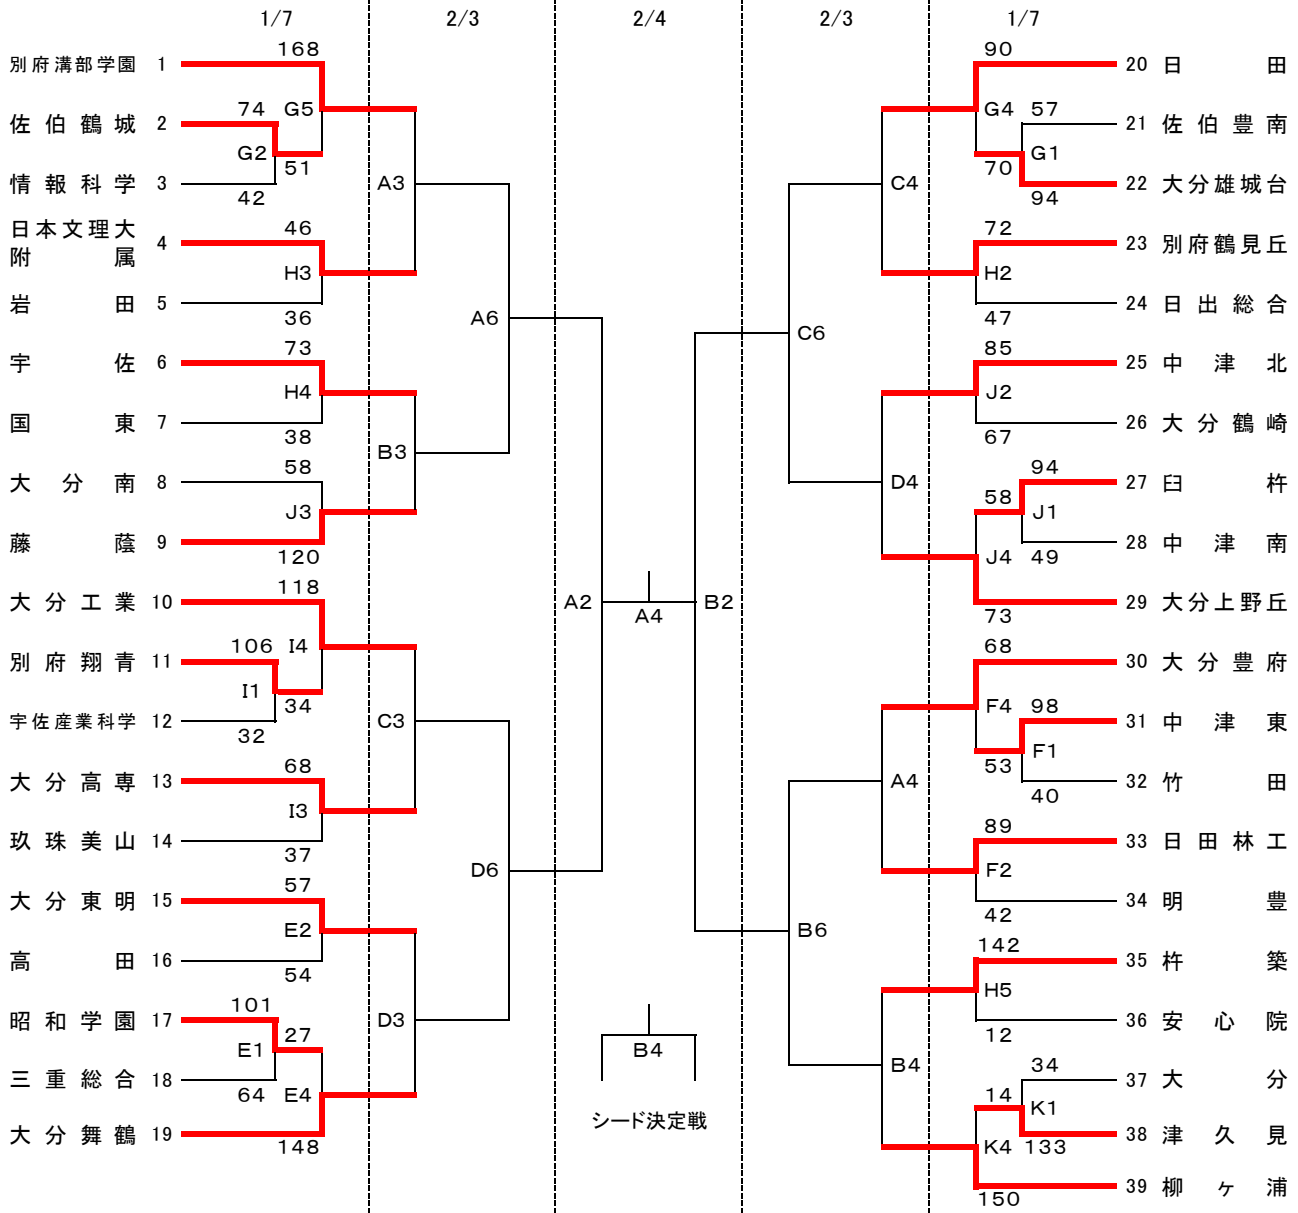 1/7 2/3 2/4 2/3 1/7
168 90
別府溝部学園 1 20 日田
74 G5 G4 57
佐伯鶴城 2 21 佐伯豊南
G2 51 70 G1
情報科学 3 A3 C4 22 大分雄城台
42 94
日本文理大 46 72
附属 4 23 別府鶴見丘
H3 H2
岩田 5 24 日出総合
36 A6 47
73 C6 85
宇佐 6 25 中津北
H4 J2
国東 7 26 大分鶴崎
38 B3 67
58 94
大分南 8 D4 27 臼杵
J3 58 J1
藤蔭 9 28 中津南
120 J4 49
118
大分工業 10 A2 A4 B2 29 大分上野丘
73
106 I4 68
別府翔青 11 30 大分豊府
I1 34 F4 98
宇佐産業科学 12 C3 31 中津東
32 F1
68 53
大分高専 13 A4 32 竹田
I3 40
89
玖珠美山 14 33 日田林工
37 D6 F2
57
大分東明 15 34 明豊
E2 42
B6 142
高田 16 35 杵築
54 H5
101
昭和学園 17 D3 36 安心院
27 12
E1 B4 B4 34
三重総合 18 37 大分
64 E4 14 K1
シード決定戦
大分舞鶴 19 38 津久見
148 K4 133
39 柳ヶ浦
150